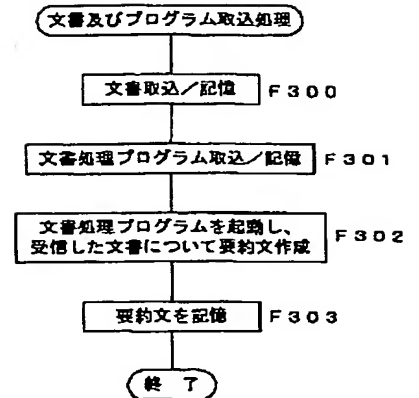 文書及びプログラム取込処理
文書取込/記憶 F300
文書処理プログラム取込/記憶 F301
文書処理プログラムを起動し、
受信した文書について要約文作成 F302
要約文を記憶 F303
終 了